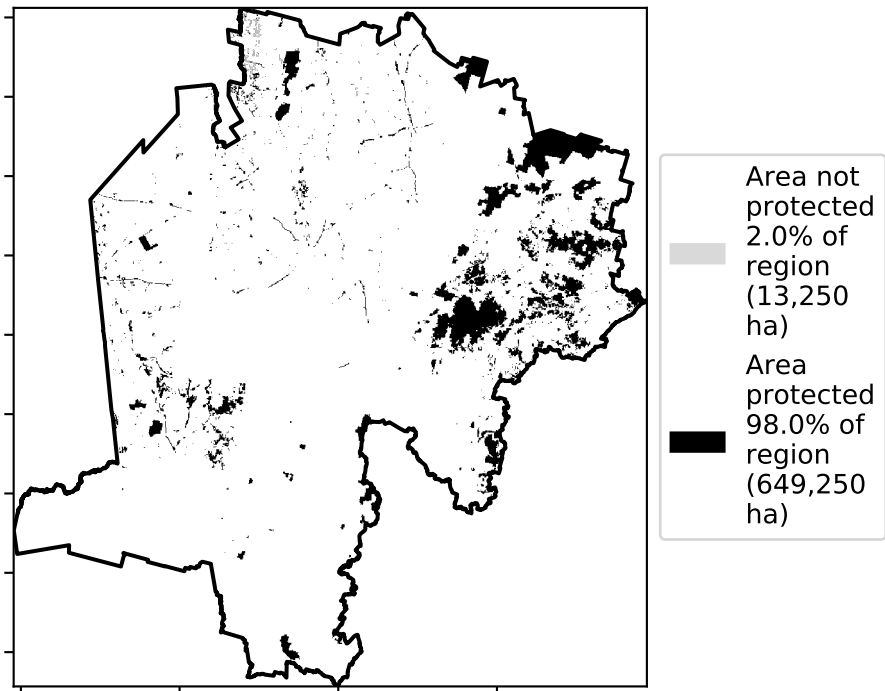 Area not
protected
2.0% of
region
(13,250
ha)
Area
protected
98.0% of
region
(649,250
ha)